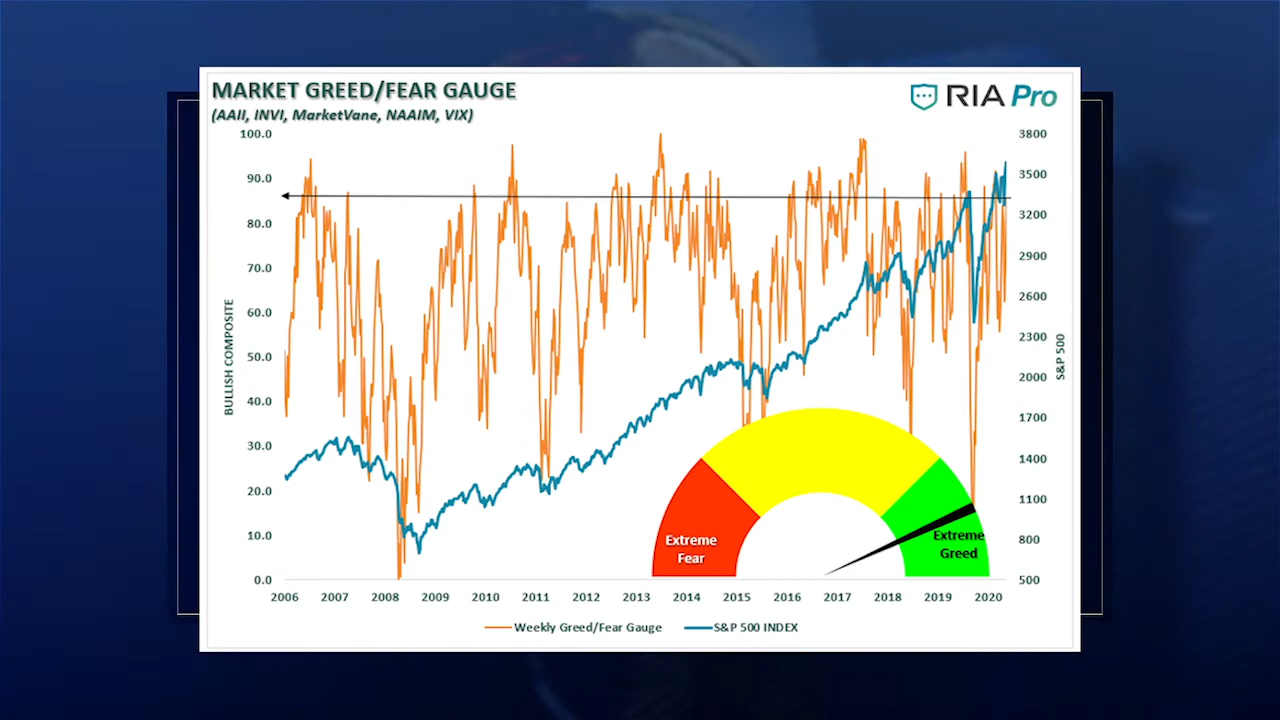 MARKET GREED/FEAR GAUGE
(AAII, INVI, MarketVane, NAAIM, VIX)
RIA Pro
100.0
90.0
80.0
70.0
60.0
50.0
40.0
30.0
20.0
10.0
0.0
BULLISH COMPOSITE
3800
3500
3200
2900
2600
2300
2000
1700
1400
1100
800
500
S&P 500
Extreme
Fear
Extreme
Greed
2006 2007 2008 2009 2010 2011 2012 2013 2014 2015 2016 2017 2018 2019 2020
Weekly Greed/Fear Gauge S&P 500 INDEX